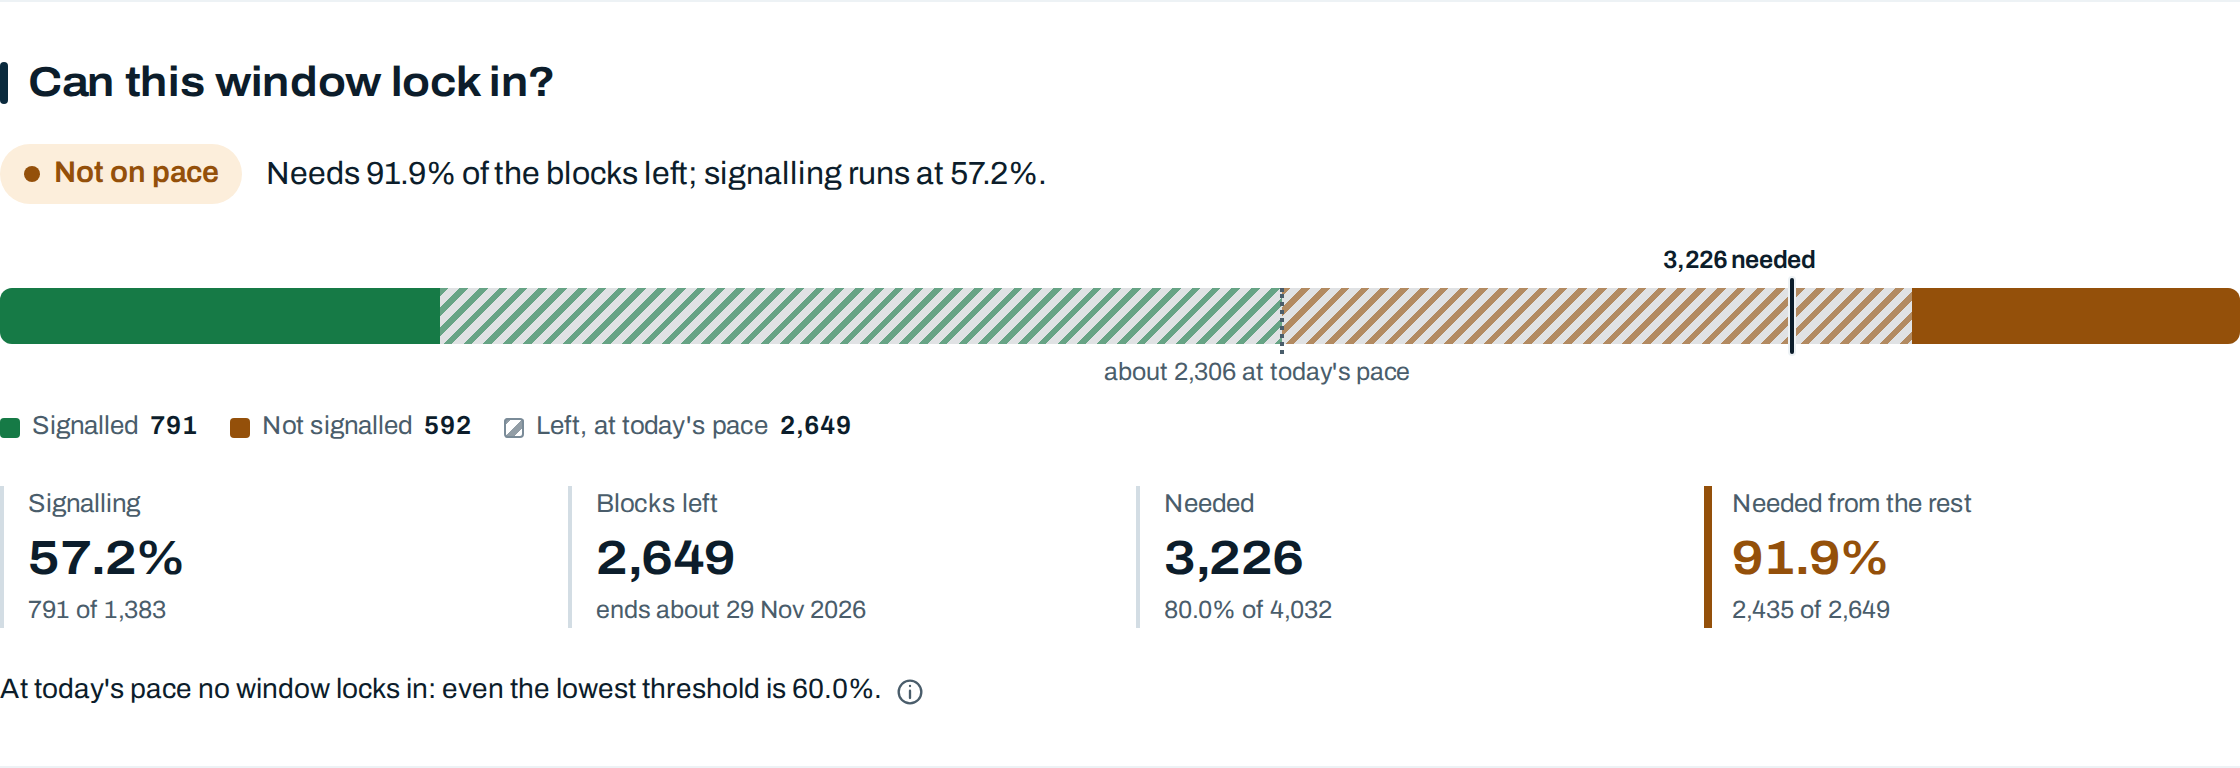 Can this window lock in?
Not on pace
Needs 91.9% of the blocks left; signalling runs at 57.2%.
3,226 needed
about 2,306 at today's pace
Signalled 791
Not signalled 592
Left, at today's pace 2,649
Signalling
57.2%
791 of 1,383
Blocks left
2,649
ends about 29 Nov 2026
Needed
3,226
80.0% of 4,032
Needed from the rest
91.9%
2,435 of 2,649
At today's pace no window locks in: even the lowest threshold is 60.0%.